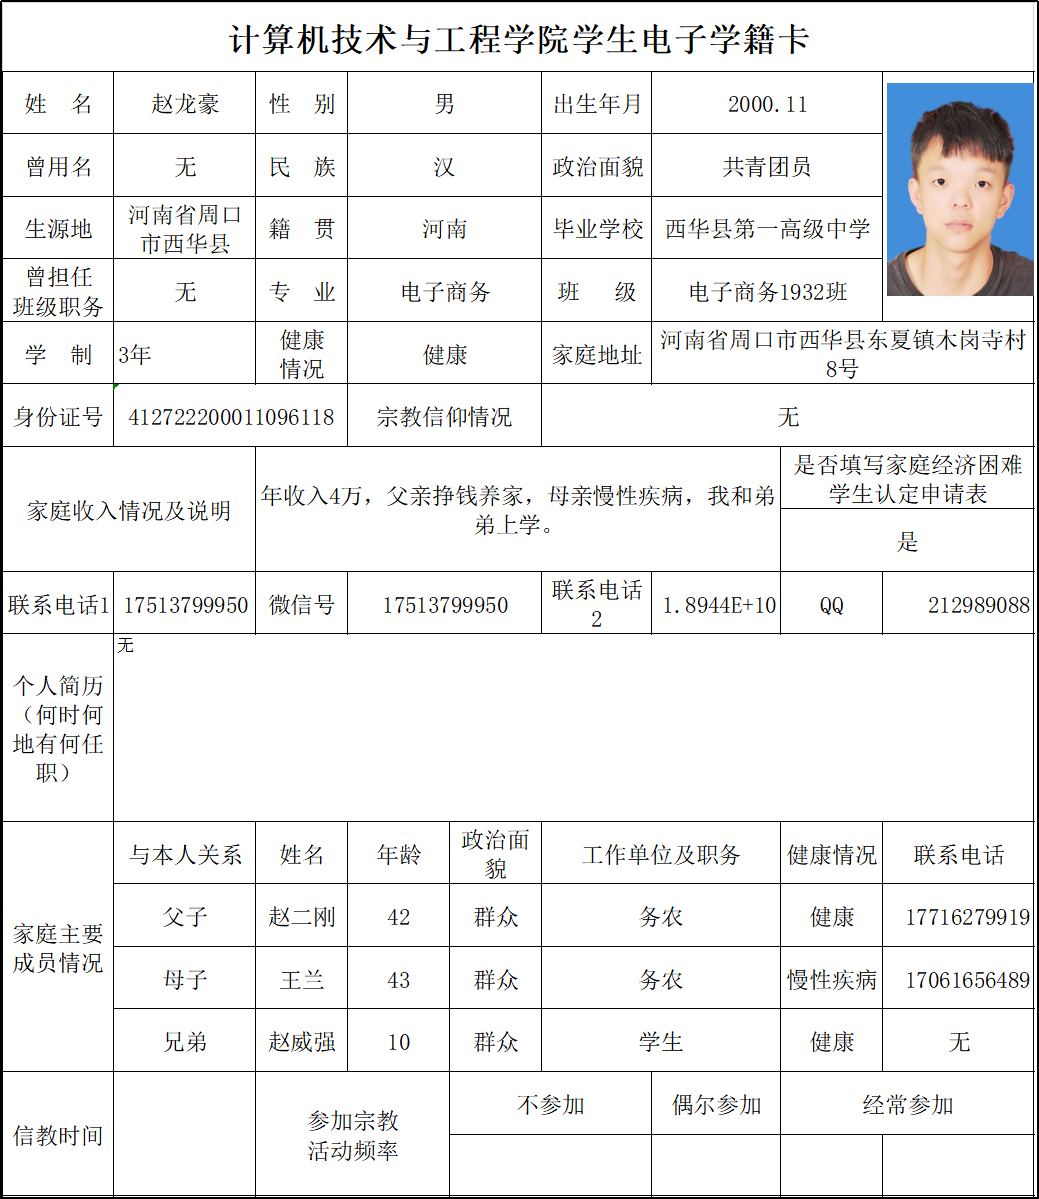 计算机技术与工程学院学生电子学籍卡
姓 名 赵龙豪 性 别 男 出生年月 2000.11
曾用名 无 民 族 汉 政治面貌 共青团员
生源地 河南省周口
市西华县 籍 贯 河南 毕业学校 西华县第一高级中学
曾担任
班级职务 无 专 业 电子商务 班 级 电子商务1932班
学 制 3年 健康
情况 健康 家庭地址 河南省周口市西华县东夏镇木岗寺村
8号
身份证号 412722200011096118 宗教信仰情况 无
家庭收入情况及说明 年收入4万，父亲挣钱养家，母亲慢性疾病，我和弟
弟上学。
是否填写家庭经济困难
学生认定申请表
是
联系电话1 17513799950 微信号 17513799950 联系电话
2 1.8944E+10 QQ 212989088
个人简历
（何时何
地有何任
职）
无
家庭主要
成员情况
与本人关系 姓名 年龄 政治面
貌 工作单位及职务 健康情况 联系电话
父子 赵二刚 42 群众 务农 健康 17716279919
母子 王兰 43 群众 务农 慢性疾病 17061656489
兄弟 赵威强 10 群众 学生 健康 无
信教时间 参加宗教
活动频率 不参加 偶尔参加 经常参加